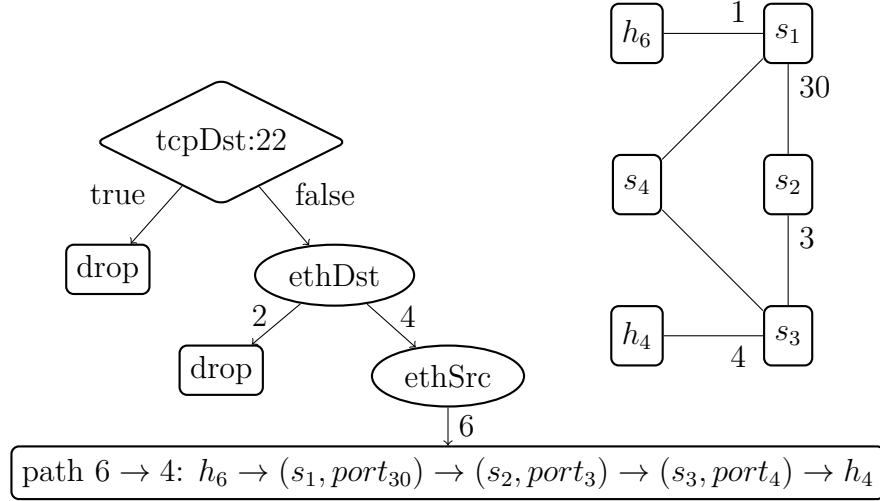 1
h₆
s₁
30
tcpDst:22
true
false
s₄
s₂
drop
ethDst
3
2
4
h₄
s₃
4
drop
ethSrc
6
path 6 → 4: h₆ → (s₁, port₃₀) → (s₂, port₃) → (s₃, port₄) → h₄